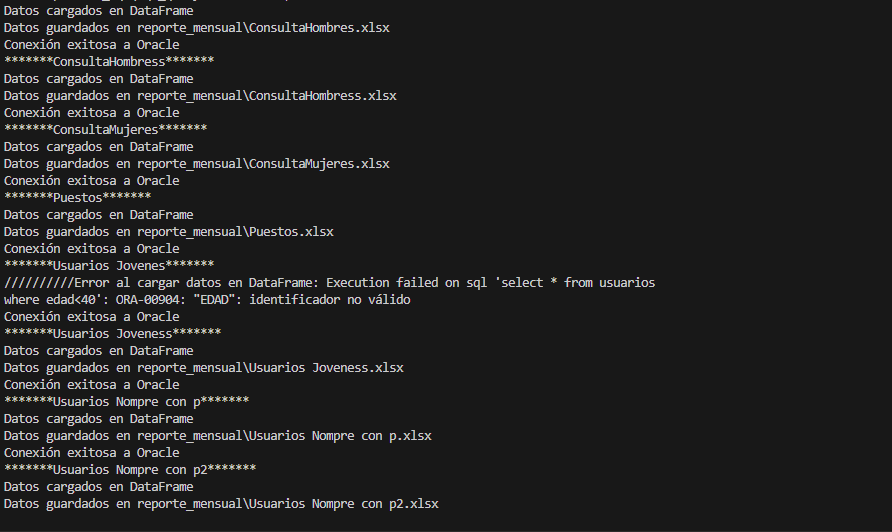 Datos cargados en DataFrame
Datos guardados en reporte_mensual\ConsultaHombres.xlsx
Conexión exitosa a Oracle
*******ConsultaHombress*******
Datos cargados en DataFrame
Datos guardados en reporte_mensual\ConsultaHombress.xlsx
Conexión exitosa a Oracle
*******ConsultaMujeres*******
Datos cargados en DataFrame
Datos guardados en reporte_mensual\ConsultaMujeres.xlsx
Conexión exitosa a Oracle
*******Puestos*******
Datos cargados en DataFrame
Datos guardados en reporte_mensual\Puestos.xlsx
Conexión exitosa a Oracle
*******Usuarios Jovenes*******
//////////Error al cargar datos en DataFrame: Execution failed on sql 'select * from usuarios
where edad<40': ORA-00904: "EDAD": identificador no válido
Conexión exitosa a Oracle
*******Usuarios Joveness*******
Datos cargados en DataFrame
Datos guardados en reporte_mensual\Usuarios Joveness.xlsx
Conexión exitosa a Oracle
*******Usuarios Nompre con p*******
Datos cargados en DataFrame
Datos guardados en reporte_mensual\Usuarios Nompre con p.xlsx
Conexión exitosa a Oracle
*******Usuarios Nompre con p2*******
Datos cargados en DataFrame
Datos guardados en reporte_mensual\Usuarios Nompre con p2.xlsx